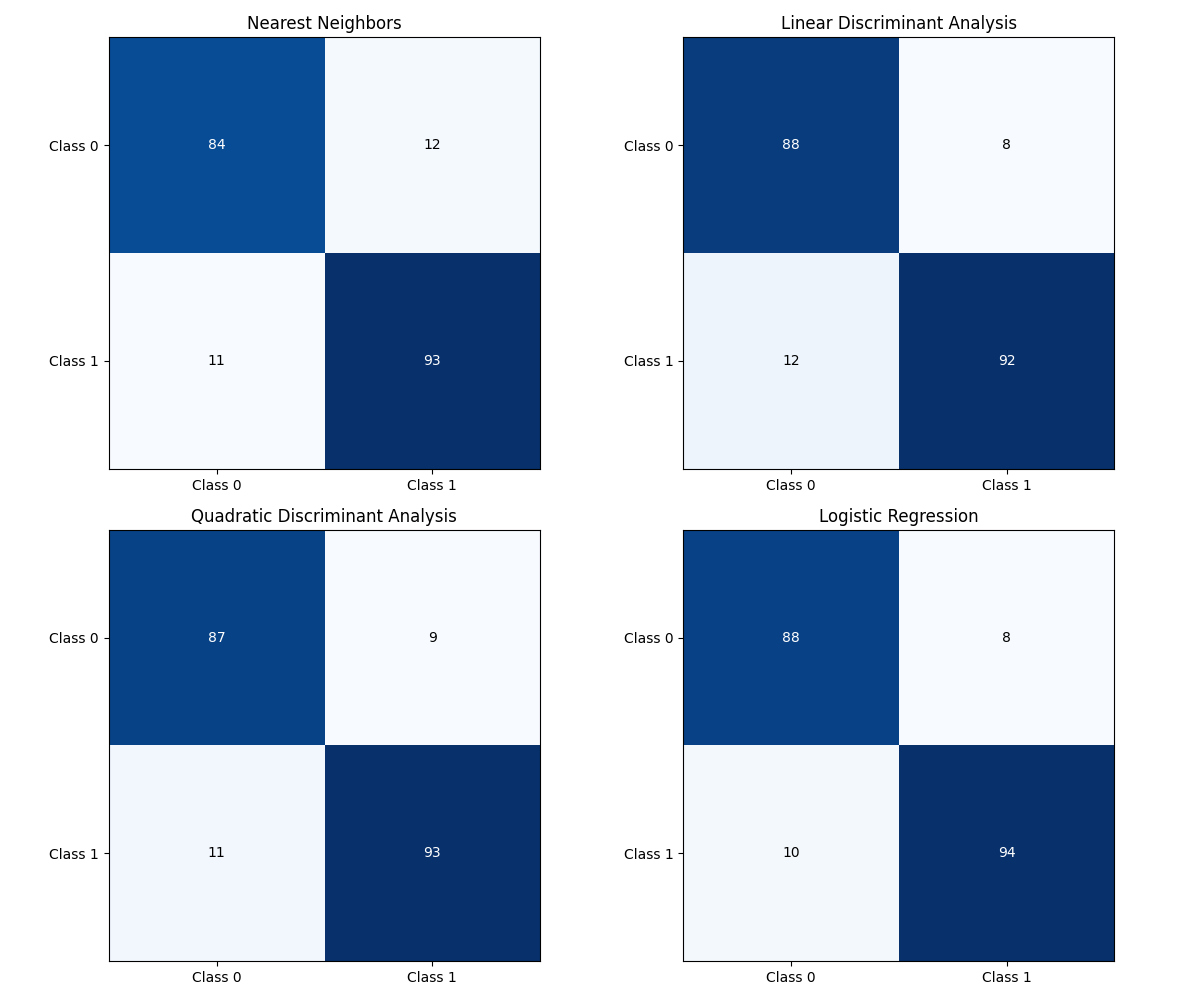 Nearest Neighbors
Class 0
84
12
Class 1
11
93
Class 0
Class 1
Linear Discriminant Analysis
Class 0
88
8
Class 1
12
92
Class 0
Class 1
Quadratic Discriminant Analysis
Class 0
87
9
Class 1
11
93
Class 0
Class 1
Logistic Regression
Class 0
88
8
Class 1
10
94
Class 0
Class 1